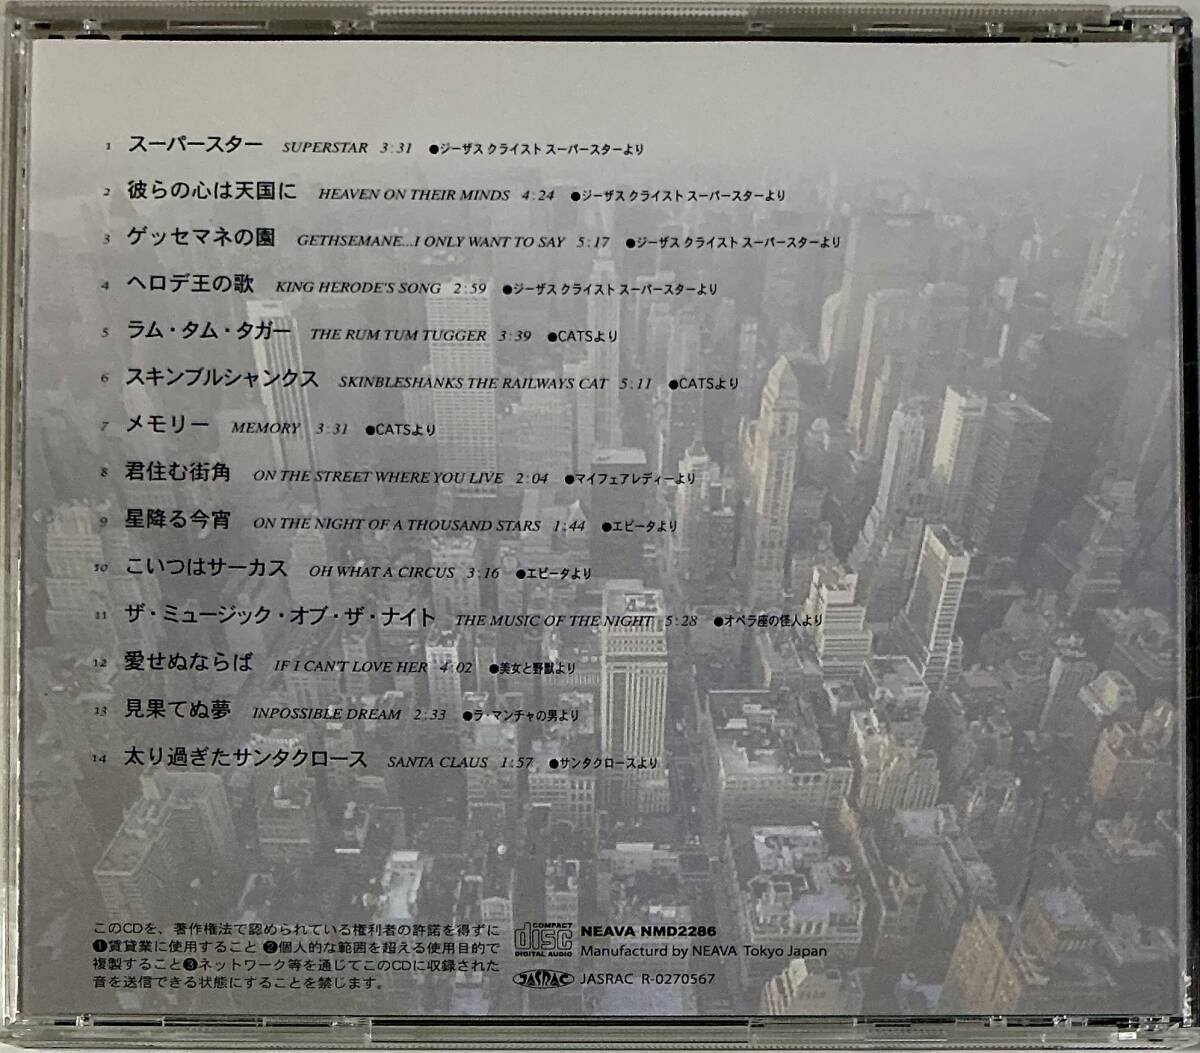 1 スーパースター SUPERSTAR 3:31 ●ジーザス クライスト スーパースターより
2 彼らの心は天国に HEAVEN ON THEIR MINDS 4:24 ●ジーザス クライスト スーパースターより
3 ゲッセマネの園 GETHSEMANE...I ONLY WANT TO SAY 5:17 ●ジーザス クライスト スーパースターより
4 ヘロデ王の歌 KING HERODE'S SONG 2:59 ●ジーザス クライスト スーパースターより
5 ラム・タム・タガー THE RUM TUM TUGGER 3:39 ●CATSより
6 スキンブルシャンクス SKINBLESHANKS THE RAILWAYS CAT 5:11 ●CATSより
7 メモリー MEMORY 3:31 ●CATSより
8 君住む街角 ON THE STREET WHERE YOU LIVE 2:04 ●マイフェアレディーより
9 星降る今宵 ON THE NIGHT OF A THOUSAND STARS 1:44 ●エビータより
10 こいつはサーカス OH WHAT A CIRCUS 3:16 ●エビータより
11 ザ・ミュージック・オブ・ザ・ナイト THE MUSIC OF THE NIGHT 5:28 ●オペラ座の怪人より
12 愛せぬならば IF I CAN'T LOVE HER 4:02 ●美女と野獣より
13 見果てぬ夢 INPOSSIBLE DREAM 2:33 ●ラ・マンチャの男より
14 太り過ぎたサンタクロース SANTA CLAUS 1:57 ●サンタクロースより
このCDを、著作権法で認められている権利者の許諾を得ずに
❶賃貸業に使用すること ❷個人的な範囲を超える使用目的で
複製すること❸ネットワーク等を通じてこのCDに収録された
音を送信できる状態にすることを禁じます。
COMPACT
disc
DIGITAL AUDIO
NEAVA NMD2286
Manufacturd by NEAVA Tokyo Japan
JASRAC JASRAC R-0270567